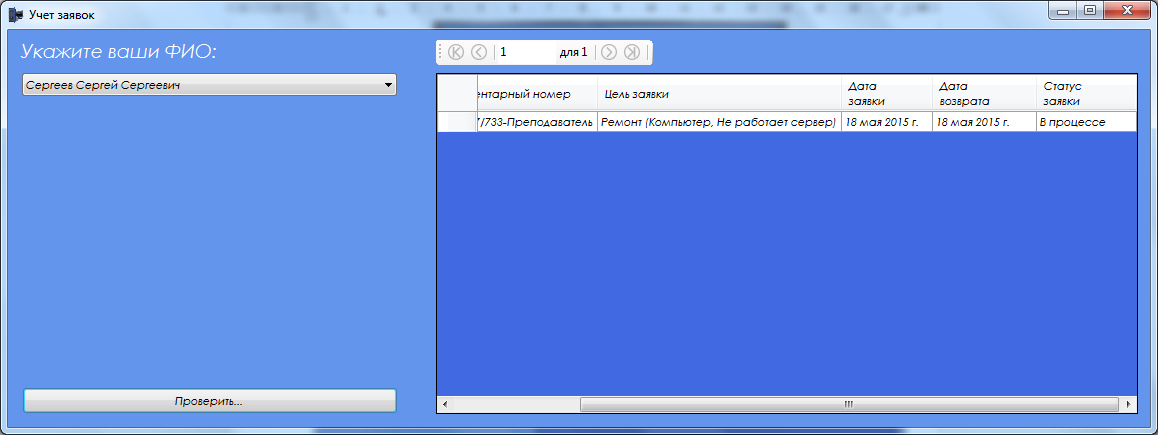 Учет заявок
Укажите ваши ФИО:
Сергеев Сергей Сергеевич
Проверить...
1 для 1
ентарный номер Цель заявки Дата заявки Дата возврата Статус заявки
7/733-Преподаватель Ремонт (Компьютер, Не работает сервер) 18 мая 2015 г. 18 мая 2015 г. В процессе